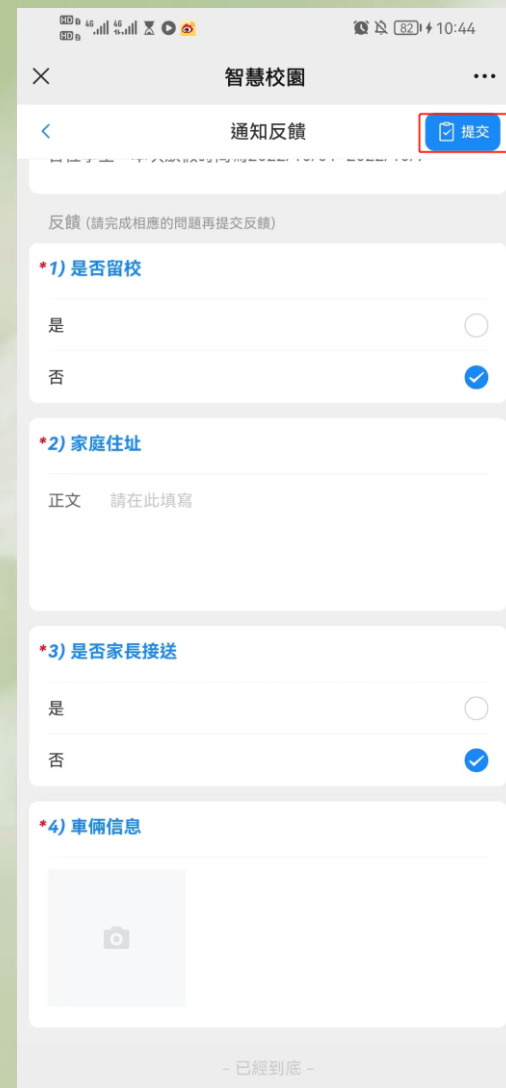 82 10:44
智慧校園
通知反饋
提交
反饋 (請完成相應的問題再提交反饋)
*1) 是否留校
是
否
*2) 家庭住址
正文 請在此填寫
*3) 是否家長接送
是
否
*4) 車倆信息
- 已經到底 -